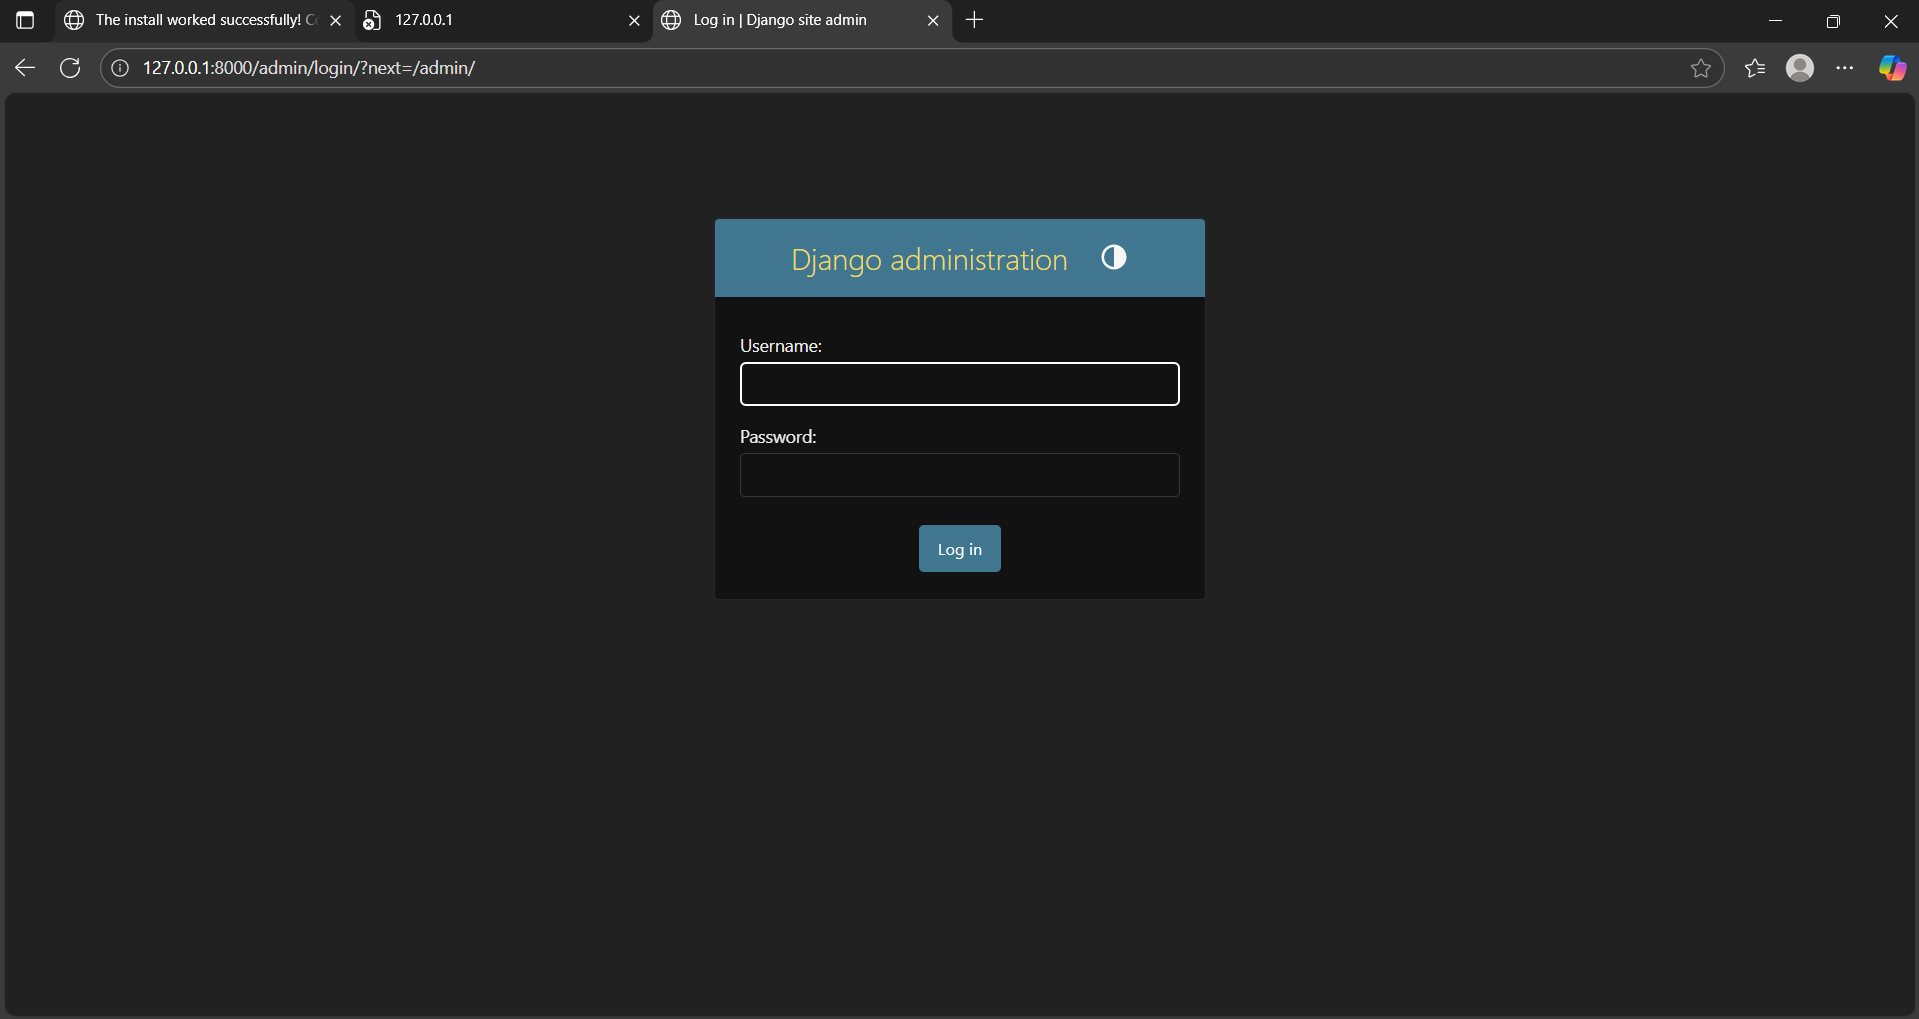 The install worked successfully! C
127.0.0.1
Log in | Django site admin
127.0.0.1:8000/admin/login/?next=/admin/
Django administration
Username:
Password:
Log in